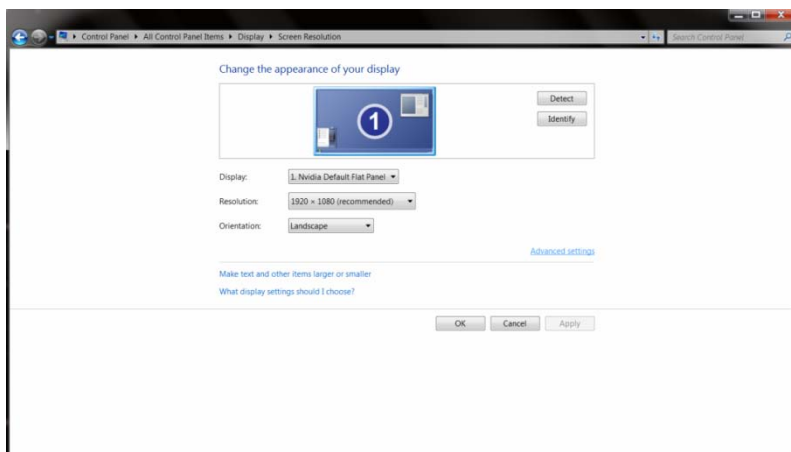 Control Panel ▸ All Control Panel Items ▸ Display ▸ Screen Resolution
Search Control Panel
Change the appearance of your display
1
Detect
Identify
Display: 1. Nvidia Default Flat Panel
Resolution: 1920 × 1080 (recommended)
Orientation: Landscape
Advanced settings
Make text and other items larger or smaller
What display settings should I choose?
OK Cancel Apply